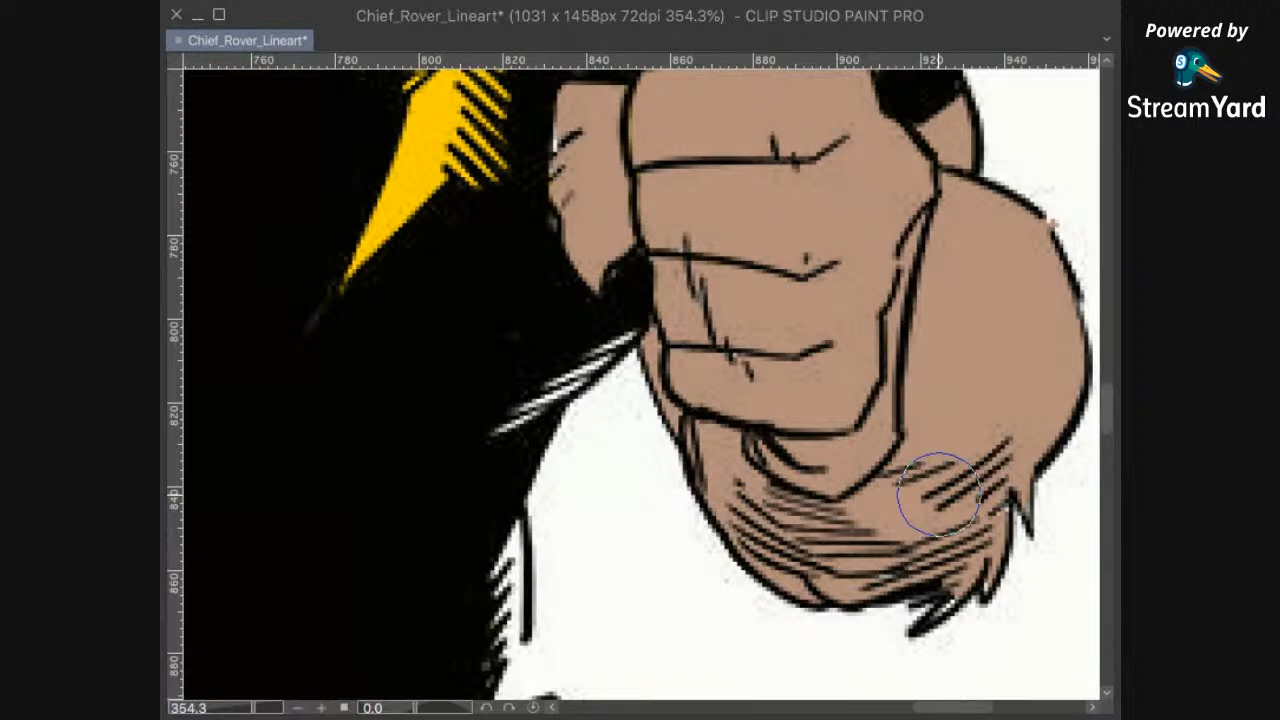 Chief_Rover_Lineart* (1031 x 1458px 72dpi 354.3%) - CLIP STUDIO PAINT PRO
Chief_Rover_Lineart*
760 780 800 820 840 860 880 900 920 940 9
760
780
800
820
840
860
880
354.3 0.0
Powered by
StreamYard